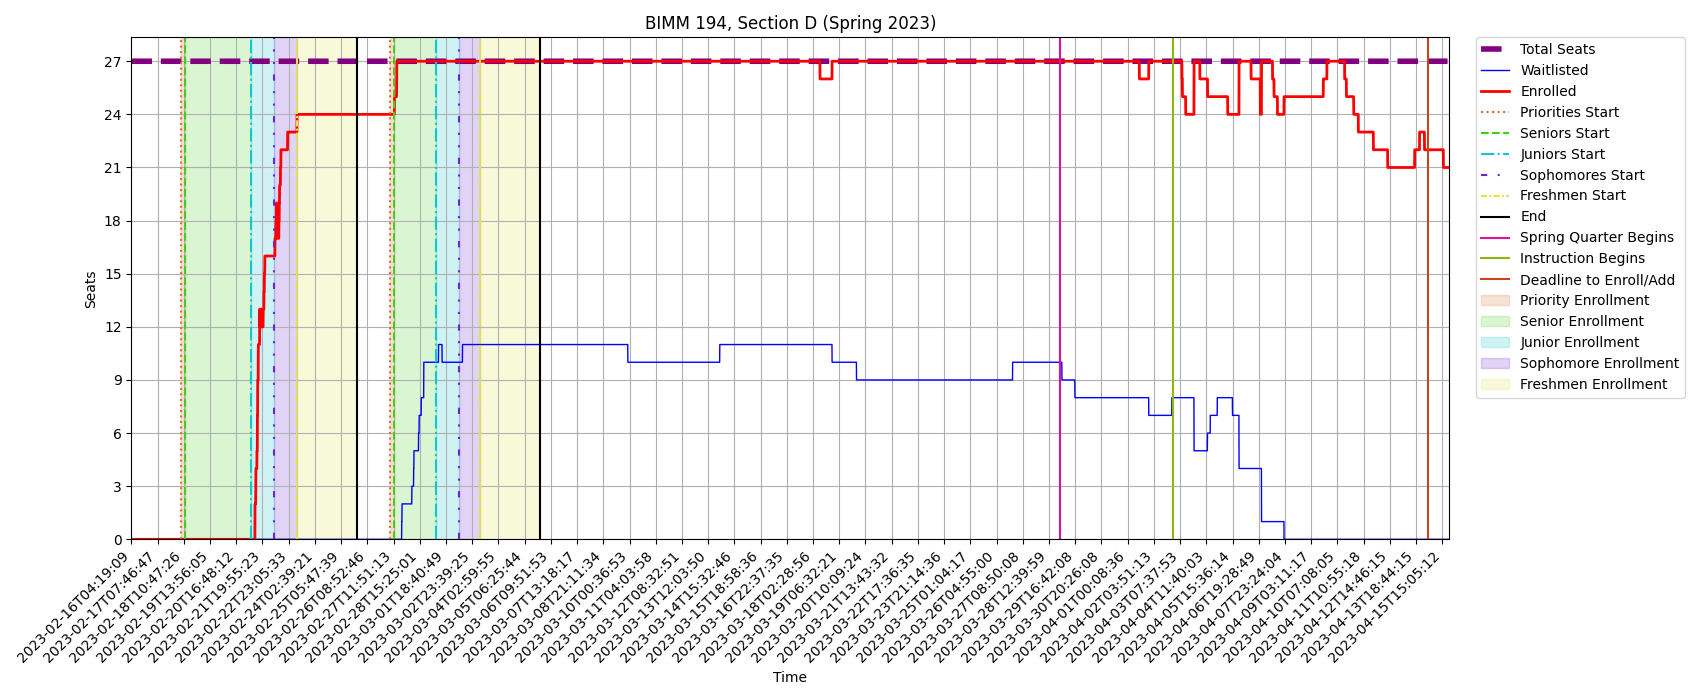 BIMM 194, Section D (Spring 2023)
Seats
27
24
21
18
15
12
9
6
3
0
2023-02-16T04:19:09
2023-02-17T07:46:47
2023-02-18T10:47:26
2023-02-19T13:56:05
2023-02-20T16:48:12
2023-02-21T19:55:23
2023-02-22T23:05:33
2023-02-24T02:39:21
2023-02-25T05:47:39
2023-02-26T08:52:46
2023-02-27T11:51:13
2023-02-28T15:25:01
2023-03-01T18:40:49
2023-03-02T23:39:25
2023-03-04T02:59:55
2023-03-05T06:25:44
2023-03-06T09:51:53
2023-03-07T13:18:17
2023-03-08T21:11:34
2023-03-10T00:36:53
2023-03-11T04:03:58
2023-03-12T08:32:51
2023-03-13T12:03:50
2023-03-14T15:32:46
2023-03-15T18:58:36
2023-03-16T22:37:35
2023-03-18T02:28:56
2023-03-19T06:32:21
2023-03-20T10:09:24
2023-03-21T13:43:32
2023-03-22T17:36:35
2023-03-23T21:14:36
2023-03-25T01:04:17
2023-03-26T04:55:00
2023-03-27T08:50:08
2023-03-28T12:39:59
2023-03-29T16:42:08
2023-03-30T20:26:08
2023-04-01T00:08:36
2023-04-02T03:51:13
2023-04-03T07:37:53
2023-04-04T11:40:03
2023-04-05T15:36:14
2023-04-06T19:28:49
2023-04-07T23:24:04
2023-04-09T03:11:17
2023-04-10T07:08:05
2023-04-11T10:55:18
2023-04-12T14:46:15
2023-04-13T18:44:15
2023-04-15T15:05:12
Time
Total Seats
Waitlisted
Enrolled
Priorities Start
Seniors Start
Juniors Start
Sophomores Start
Freshmen Start
End
Spring Quarter Begins
Instruction Begins
Deadline to Enroll/Add
Priority Enrollment
Senior Enrollment
Junior Enrollment
Sophomore Enrollment
Freshmen Enrollment